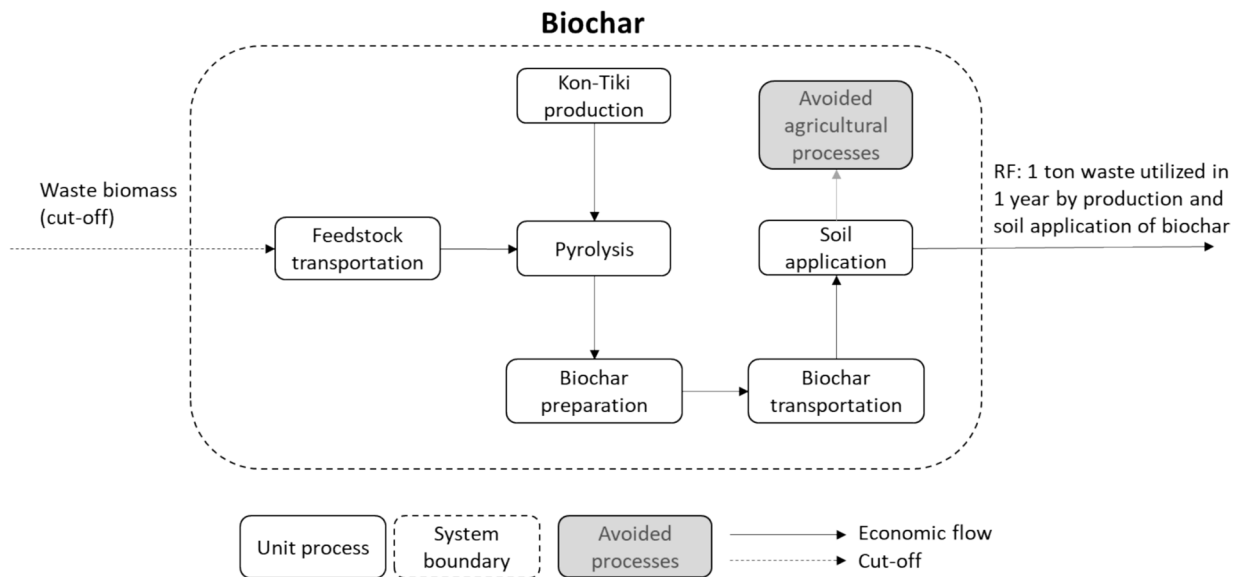 Biochar
Kon-Tiki
production
Avoided
agricultural
processes
Waste biomass
(cut-off)
RF: 1 ton waste utilized in
1 year by production and
soil application of biochar
Feedstock
transportation
Pyrolysis
Soil
application
Biochar
preparation
Biochar
transportation
Unit process
System
boundary
Avoided
processes
Economic flow
Cut-off